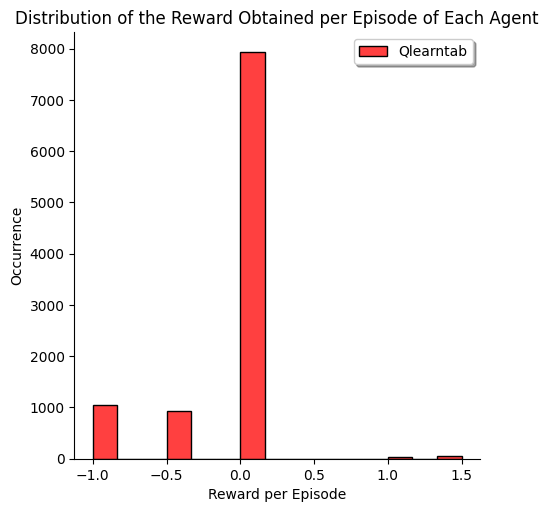 Distribution of the Reward Obtained per Episode of Each Agent
Qlearntab
8000
7000
6000
5000
4000
3000
2000
1000
0
Occurrence
−1.0 −0.5 0.0 0.5 1.0 1.5
Reward per Episode